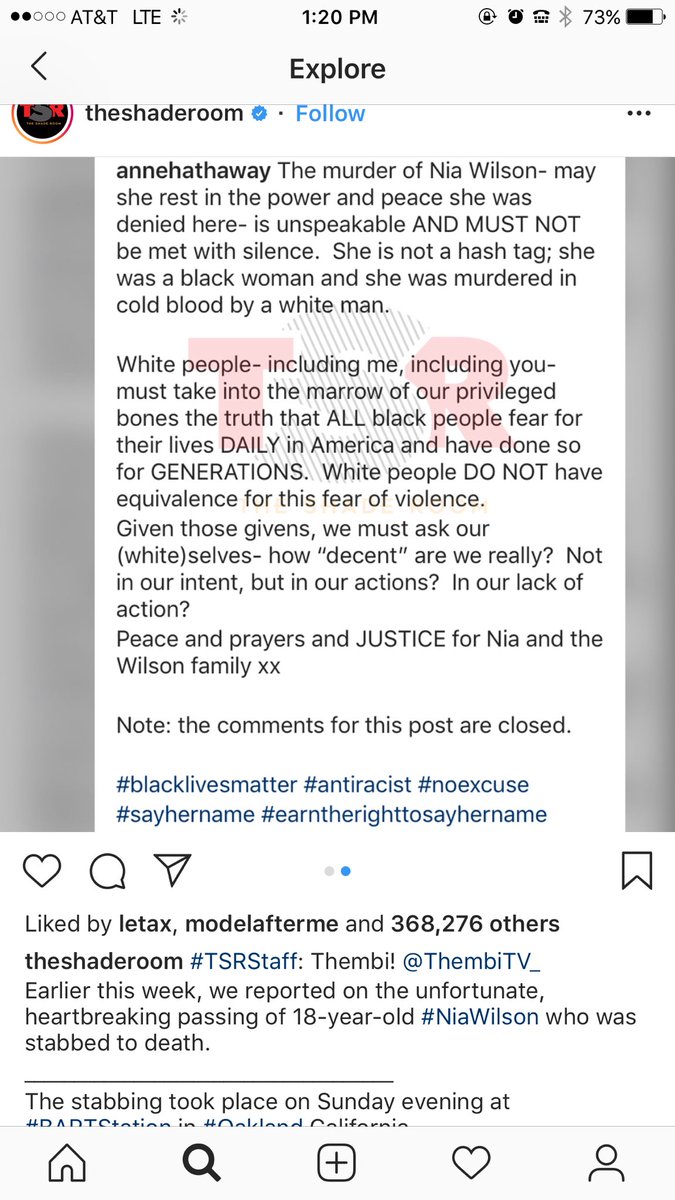 AT&T LTE 1:20 PM 73%
Explore
TSR
theshaderoom · Follow
annehathaway The murder of Nia Wilson- may
she rest in the power and peace she was
denied here- is unspeakable AND MUST NOT
be met with silence. She is not a hash tag; she
was a black woman and she was murdered in
cold blood by a white man.
White people- including me, including you-
must take into the marrow of our privileged
bones the truth that ALL black people fear for
their lives DAILY in America and have done so
for GENERATIONS. White people DO NOT have
equivalence for this fear of violence.
Given those givens, we must ask our
(white)selves- how “decent” are we really? Not
in our intent, but in our actions? In our lack of
action?
Peace and prayers and JUSTICE for Nia and the
Wilson family xx
Note: the comments for this post are closed.
#blacklivesmatter #antiracist #noexcuse
#sayhername #earntherighttosayhername
TSR
THE SHADE ROOM
Liked by letax, modelafterme and 368,276 others
theshaderoom #TSRStaff: Thembi! @ThembiTV_
Earlier this week, we reported on the unfortunate,
heartbreaking passing of 18-year-old #NiaWilson who was
stabbed to death.
The stabbing took place on Sunday evening at
#BARTStation in #Oakland California